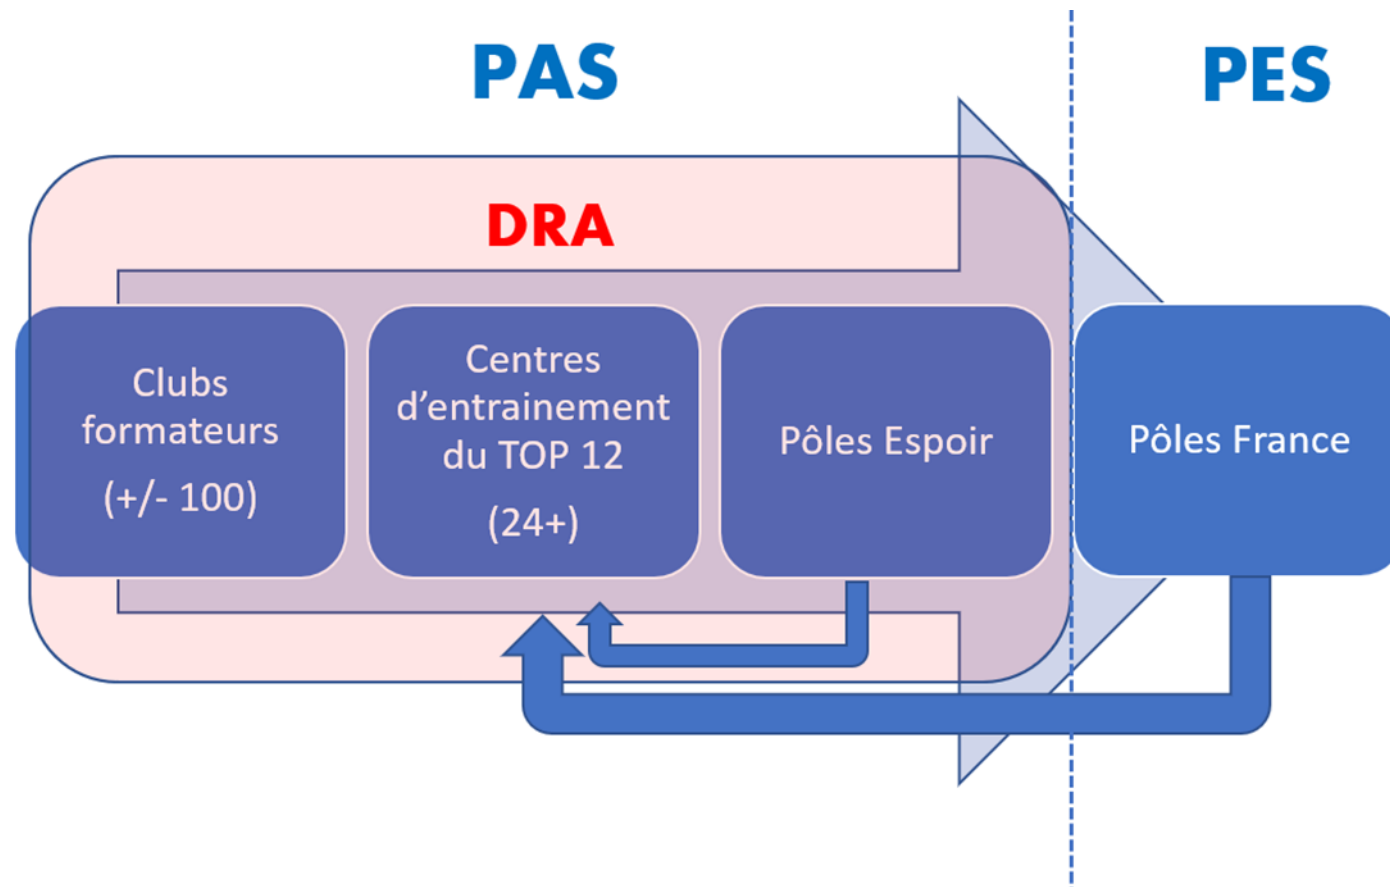 PAS
PES
DRA
Clubs
formateurs
(+/- 100)
Centres
d’entrainement
du TOP 12
(24+)
Pôles Espoir
Pôles France